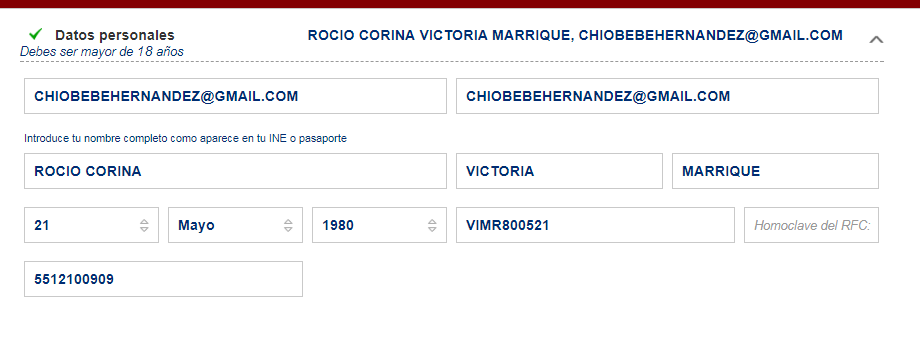 Datos personales
ROCIO CORINA VICTORIA MARRIQUE, CHIOBEBEHERNANDEZ@GMAIL.COM
Debes ser mayor de 18 años
CHIOBEBEHERNANDEZ@GMAIL.COM CHIOBEBEHERNANDEZ@GMAIL.COM
Introduce tu nombre completo como aparece en tu INE o pasaporte
ROCIO CORINA VICTORIA MARRIQUE
21 Mayo 1980 VIMR800521 Homoclave del RFC:
5512100909